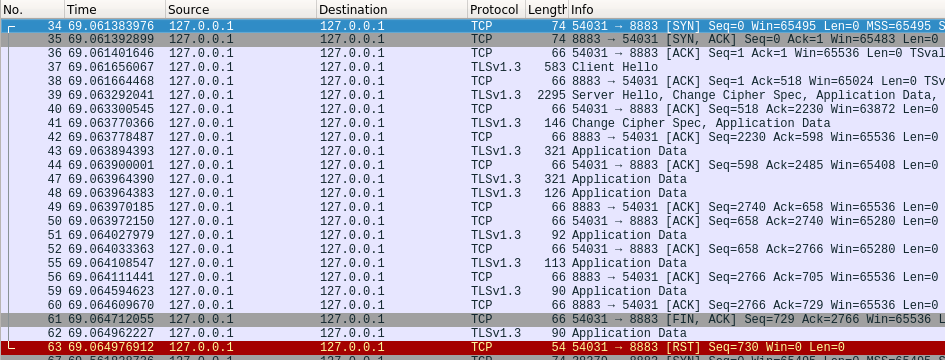 No. Time Source Destination Protocol Length Info
34 69.061383976 127.0.0.1 127.0.0.1 TCP 74 54031 → 8883 [SYN] Seq=0 Win=65495 Len=0 MSS=65495 S
35 69.061392899 127.0.0.1 127.0.0.1 TCP 74 8883 → 54031 [SYN, ACK] Seq=0 Ack=1 Win=65483 Len=0
36 69.061401646 127.0.0.1 127.0.0.1 TCP 66 54031 → 8883 [ACK] Seq=1 Ack=1 Win=65536 Len=0 TSval
37 69.061656067 127.0.0.1 127.0.0.1 TLSv1.3 583 Client Hello
38 69.061664468 127.0.0.1 127.0.0.1 TCP 66 8883 → 54031 [ACK] Seq=1 Ack=518 Win=65024 Len=0 TSv
39 69.063292041 127.0.0.1 127.0.0.1 TLSv1.3 2295 Server Hello, Change Cipher Spec, Application Data,
40 69.063300545 127.0.0.1 127.0.0.1 TCP 66 54031 → 8883 [ACK] Seq=518 Ack=2230 Win=63872 Len=0
41 69.063770366 127.0.0.1 127.0.0.1 TLSv1.3 146 Change Cipher Spec, Application Data
42 69.063778487 127.0.0.1 127.0.0.1 TCP 66 8883 → 54031 [ACK] Seq=2230 Ack=598 Win=65536 Len=0
43 69.063894393 127.0.0.1 127.0.0.1 TLSv1.3 321 Application Data
44 69.063900001 127.0.0.1 127.0.0.1 TCP 66 54031 → 8883 [ACK] Seq=598 Ack=2485 Win=65408 Len=0
47 69.063964390 127.0.0.1 127.0.0.1 TLSv1.3 321 Application Data
48 69.063964383 127.0.0.1 127.0.0.1 TLSv1.3 126 Application Data
49 69.063970185 127.0.0.1 127.0.0.1 TCP 66 8883 → 54031 [ACK] Seq=2740 Ack=658 Win=65536 Len=0
50 69.063972150 127.0.0.1 127.0.0.1 TCP 66 54031 → 8883 [ACK] Seq=658 Ack=2740 Win=65280 Len=0
51 69.064027979 127.0.0.1 127.0.0.1 TLSv1.3 92 Application Data
52 69.064033363 127.0.0.1 127.0.0.1 TCP 66 54031 → 8883 [ACK] Seq=658 Ack=2766 Win=65280 Len=0
55 69.064108547 127.0.0.1 127.0.0.1 TLSv1.3 113 Application Data
56 69.064111441 127.0.0.1 127.0.0.1 TCP 66 8883 → 54031 [ACK] Seq=2766 Ack=705 Win=65536 Len=0
59 69.064594623 127.0.0.1 127.0.0.1 TLSv1.3 90 Application Data
60 69.064609670 127.0.0.1 127.0.0.1 TCP 66 8883 → 54031 [ACK] Seq=2766 Ack=729 Win=65536 Len=0
61 69.064712055 127.0.0.1 127.0.0.1 TCP 66 54031 → 8883 [FIN, ACK] Seq=729 Ack=2766 Win=65536 L
62 69.064962227 127.0.0.1 127.0.0.1 TLSv1.3 90 Application Data
63 69.064976912 127.0.0.1 127.0.0.1 TCP 54 54031 → 8883 [RST] Seq=730 Win=0 Len=0